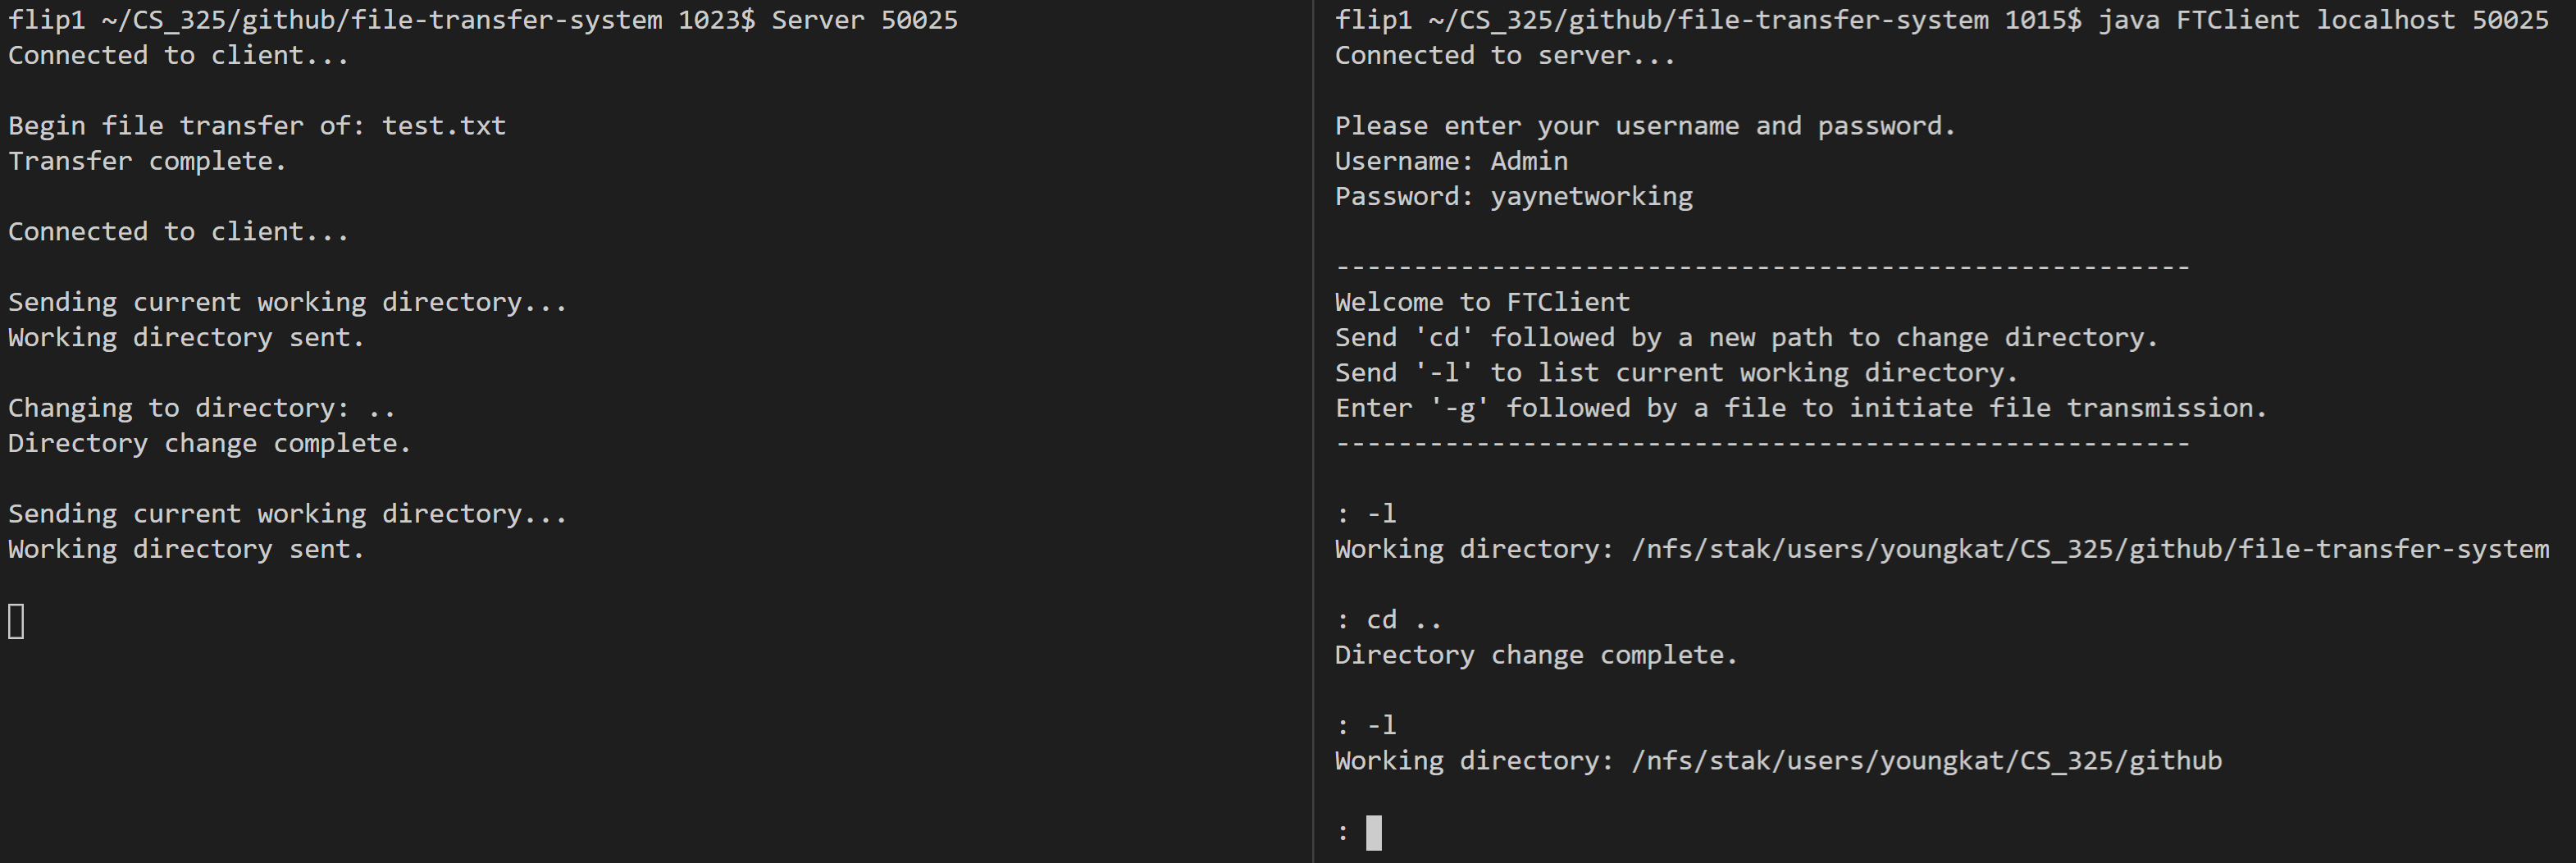 flip1 ~/CS_325/github/file-transfer-system 1023$ Server 50025
Connected to client...
Begin file transfer of: test.txt
Transfer complete.
Connected to client...
Sending current working directory...
Working directory sent.
Changing to directory: ..
Directory change complete.
Sending current working directory...
Working directory sent.
flip1 ~/CS_325/github/file-transfer-system 1015$ java FTClient localhost 50025
Connected to server...
Please enter your username and password.
Username: Admin
Password: yaynetworking
-------------------------------------------------------
Welcome to FTClient
Send 'cd' followed by a new path to change directory.
Send '-l' to list current working directory.
Enter '-g' followed by a file to initiate file transmission.
-------------------------------------------------------
: -l
Working directory: /nfs/stak/users/youngkat/CS_325/github/file-transfer-system
: cd ..
Directory change complete.
: -l
Working directory: /nfs/stak/users/youngkat/CS_325/github
: